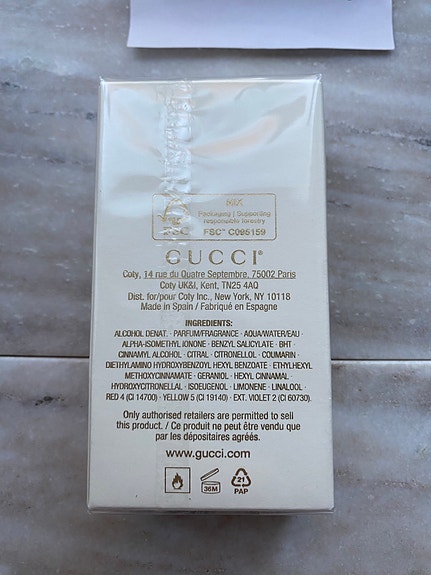 MIX
Packaging | Supporting
responsible forestry
FSC
FSC™ C095159
GUCCI®
Coty, 14 rue du Quatre Septembre, 75002 Paris
Coty UK&I, Kent, TN25 4AQ
Dist. for/pour Coty Inc., New York, NY 10118
Made in Spain / Fabriqué en Espagne
INGREDIENTS:
ALCOHOL DENAT. · PARFUM/FRAGRANCE · AQUA/WATER/EAU ·
ALPHA-ISOMETHYL IONONE · BENZYL SALICYLATE · BHT ·
CINNAMYL ALCOHOL · CITRAL · CITRONELLOL · COUMARIN ·
DIETHYLAMINO HYDROXYBENZOYL HEXYL BENZOATE · ETHYLHEXYL
METHOXYCINNAMATE · GERANIOL · HEXYL CINNAMAL ·
HYDROXYCITRONELLAL · ISOEUGENOL · LIMONENE · LINALOOL ·
RED 4 (CI 14700) · YELLOW 5 (CI 19140) · EXT. VIOLET 2 (CI 60730).
Only authorised retailers are permitted to sell
this product. / Ce produit ne peut être vendu que
par les dépositaires agréés.
www.gucci.com
36M
21
PAP